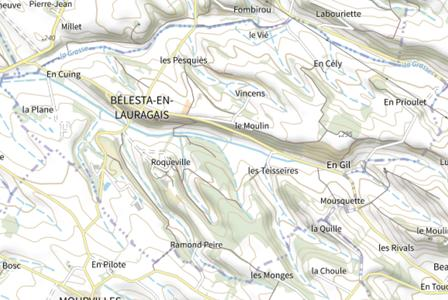 Pierre-Jean
Fombirou
Labouriette
Millet
240
le Vié
les Pesquiès
En Cély
En Cuing
Vincens
En Prioulet
la Plane
BÉLESTA-EN-
LAURAGAIS
le Moulin
Roqueville
En Gil
les Teisseires
Mousquette
la Quille
Ramond Peire
les Rivals
Bosc
En Pilote
les Monges
la Choule